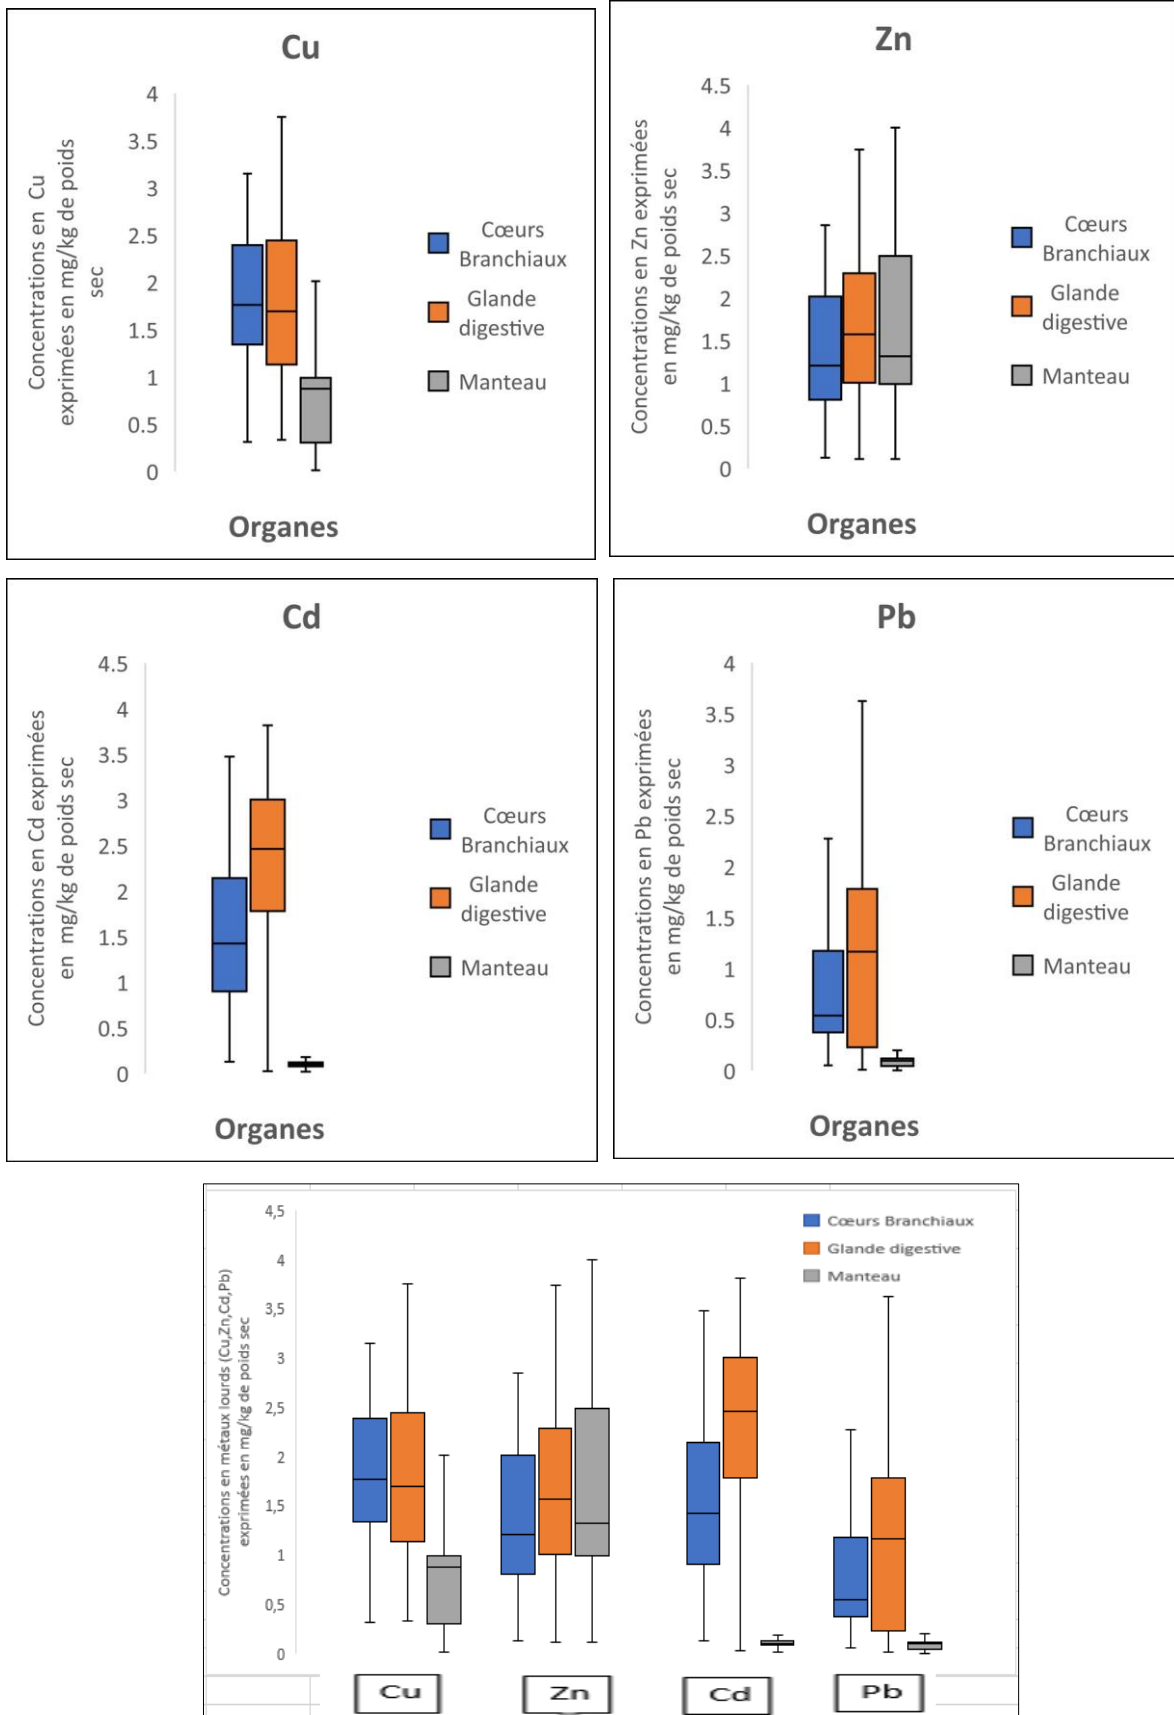 Cu
Concentrations en Cu
exprimées en mg/kg de poids
sec
4
3.5
3
2.5
2
1.5
1
0.5
0
Cœurs
Branchiaux
Glande
digestive
Manteau
Organes
Zn
Concentrations en Zn exprimées
en mg/kg de poids sec
4.5
4
3.5
3
2.5
2
1.5
1
0.5
0
Cœurs
Branchiaux
Glande
digestive
Manteau
Organes
Cd
Concentrations en Cd exprimées
en mg/kg de poids sec
4.5
4
3.5
3
2.5
2
1.5
1
0.5
0
Cœurs
Branchiaux
Glande
digestive
Manteau
Organes
Pb
Concentrations en Pb exprimées
en mg/kg de poids sec
4
3.5
3
2.5
2
1.5
1
0.5
0
Cœurs
Branchiaux
Glande
digestive
Manteau
Organes
Concentrations en métaux lourds (Cu,Zn,Cd,Pb)
exprimées en mg/kg de poids sec
4,5
4
3,5
3
2,5
2
1,5
1
0,5
0
Cœurs Branchiaux
Glande digestive
Manteau
Cu
Zn
Cd
Pb